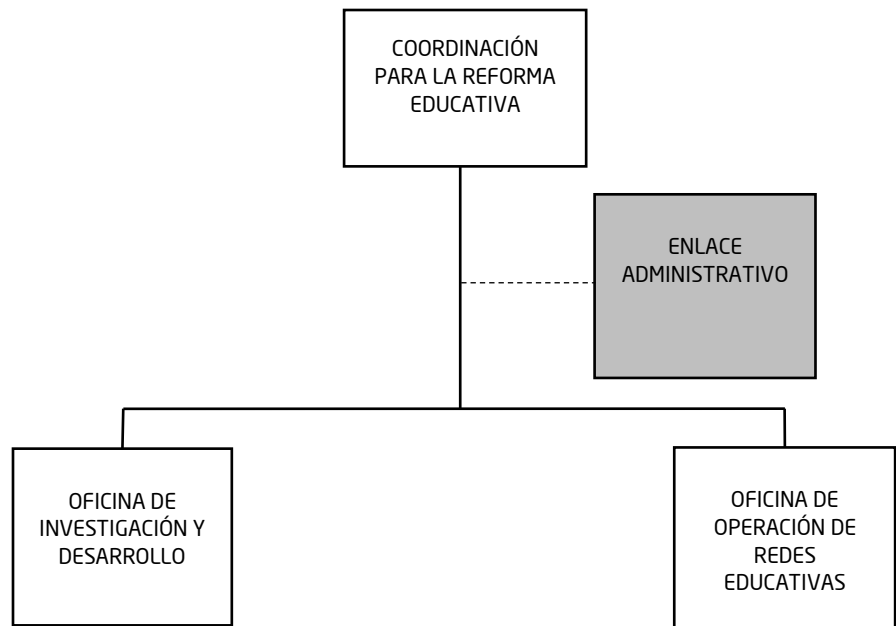 COORDINACIÓN
PARA LA REFORMA
EDUCATIVA
ENLACE
ADMINISTRATIVO
OFICINA DE
INVESTIGACIÓN Y
DESARROLLO
OFICINA DE
OPERACIÓN DE
REDES
EDUCATIVAS